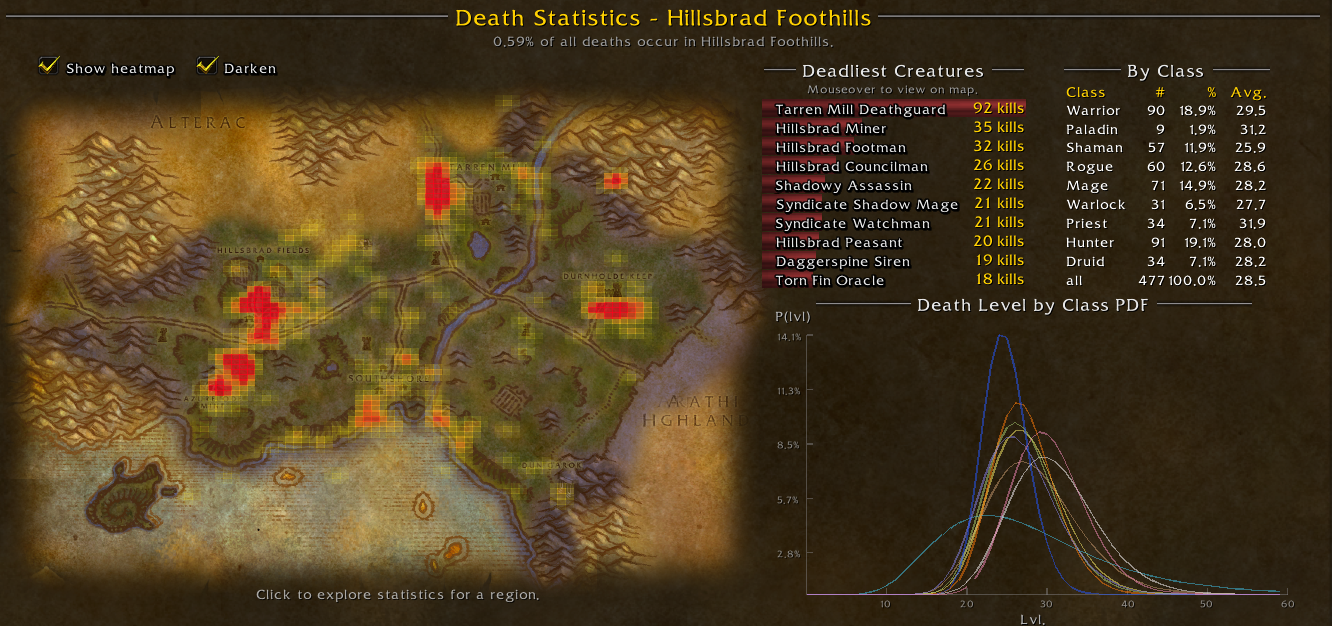 Death Statistics - Hillsbrad Foothills
0.59% of all deaths occur in Hillsbrad Foothills.
Show heatmap Darken
ALTERAC
HILLSBRAD FIELDS
DURNHOLDE KEEP
SOUTHSHORE
DUN GAROK
Click to explore statistics for a region.
Deadliest Creatures
Mouseover to view on map.
Tarren Mill Deathguard 92 kills
Hillsbrad Miner 35 kills
Hillsbrad Footman 32 kills
Hillsbrad Councilman 26 kills
Shadowy Assassin 22 kills
Syndicate Shadow Mage 21 kills
Syndicate Watchman 21 kills
Hillsbrad Peasant 20 kills
Daggerspine Siren 19 kills
Torn Fin Oracle 18 kills
By Class
Class # % Avg.
Warrior 90 18.9% 29.5
Paladin 9 1.9% 31.2
Shaman 57 11.9% 25.9
Rogue 60 12.6% 28.6
Mage 71 14.9% 28.2
Warlock 31 6.5% 27.7
Priest 34 7.1% 31.9
Hunter 91 19.1% 28.0
Druid 34 7.1% 28.2
all 477 100.0% 28.5
Death Level by Class PDF
P(lvl)
14.1%
11.3%
8.5%
5.7%
2.8%
10 20 30 40 50 60
Lvl.